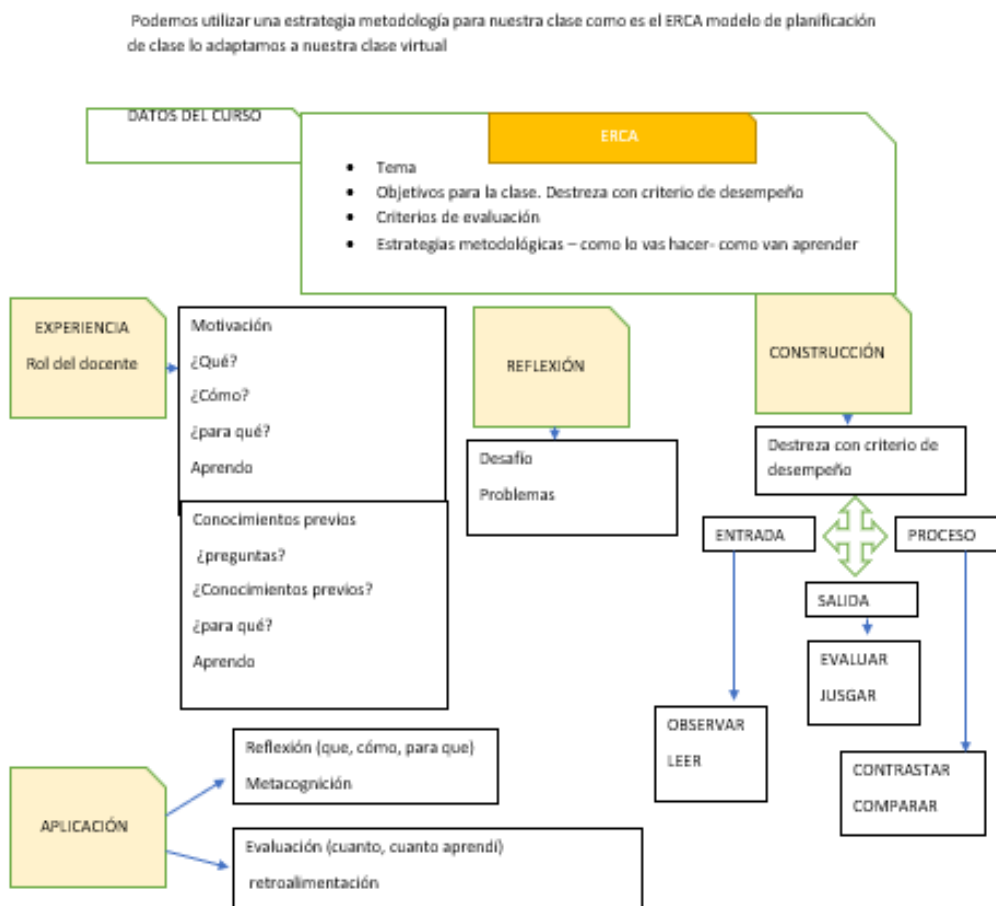 Podemos utilizar una estrategia metodología para nuestra clase como es el ERCA modelo de planificación
de clase lo adaptamos a nuestra clase virtual
DATOS DEL CURSO
ERCA
• Tema
• Objetivos para la clase. Destreza con criterio de desempeño
• Criterios de evaluación
• Estrategias metodológicas – como lo vas hacer- como van aprender
EXPERIENCIA
Rol del docente
Motivación
¿Qué?
¿Cómo?
¿para qué?
Aprendo
Conocimientos previos
¿preguntas?
¿Conocimientos previos?
¿para qué?
Aprendo
REFLEXIÓN
Desafío
Problemas
CONSTRUCCIÓN
Destreza con criterio de
desempeño
ENTRADA
PROCESO
SALIDA
EVALUAR
JUSGAR
OBSERVAR
LEER
CONTRASTAR
COMPARAR
APLICACIÓN
Reflexión (que, cómo, para que)
Metacognición
Evaluación (cuanto, cuanto aprendí)
retroalimentación